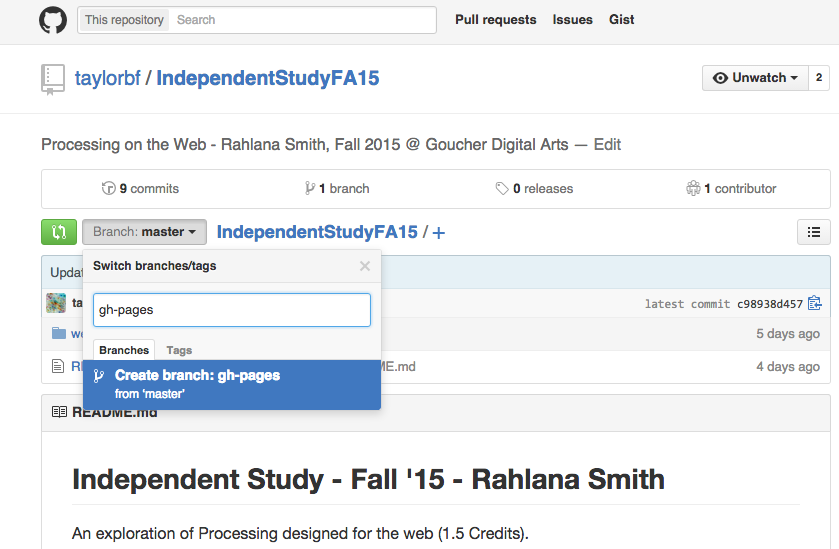 This repository Search Pull requests Issues Gist
taylorbf / IndependentStudyFA15 Unwatch 2
Processing on the Web - Rahlana Smith, Fall 2015 @ Goucher Digital Arts — Edit
9 commits 1 branch 0 releases 1 contributor
Branch: master IndependentStudyFA15 / +
Switch branches/tags ×
gh-pages
latest commit c98938d457
Branches Tags
5 days ago
Create branch: gh-pages
from 'master'
.md
4 days ago
README.md
Independent Study - Fall '15 - Rahlana Smith
An exploration of Processing designed for the web (1.5 Credits).